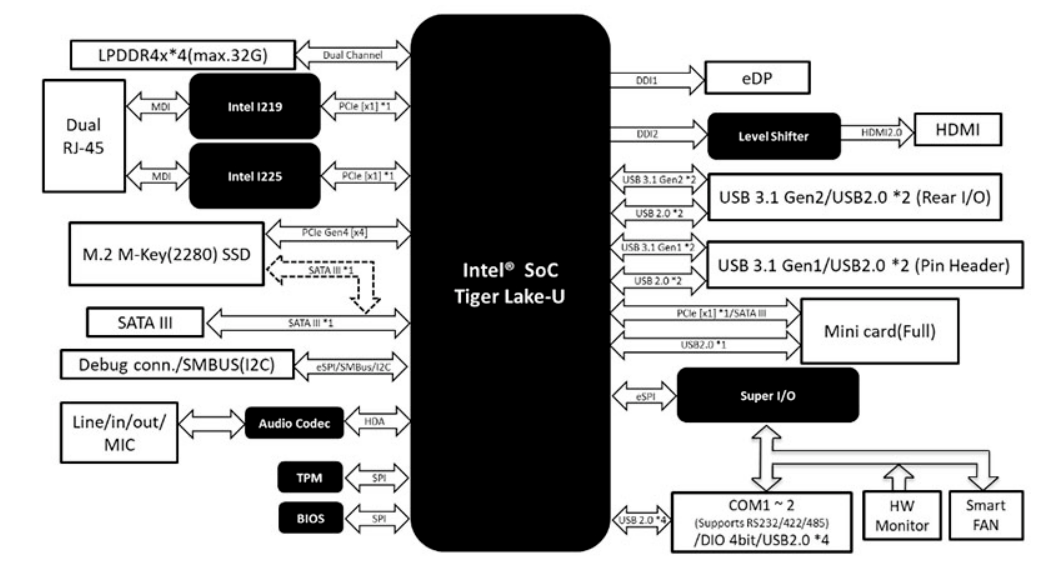 LPDDR4x*4(max.32G)
Dual Channel
Dual
RJ-45
MDI
Intel I219
PCIe [x1] *1
MDI
Intel I225
PCIe [x1] *1
M.2 M-Key(2280) SSD
PCIe Gen4 [x4]
SATA III *1
SATA III
SATA III *1
Debug conn./SMBUS(I2C)
eSPI/SMBus/I2C
Line/in/out/
MIC
Audio Codec
HDA
TPM
SPI
BIOS
SPI
Intel® SoC
Tiger Lake-U
DDI1
eDP
DDI2
Level Shifter
HDMI2.0
HDMI
USB 3.1 Gen2 *2
USB 2.0 *2
USB 3.1 Gen2/USB2.0 *2 (Rear I/O)
USB 3.1 Gen1 *2
USB 2.0 *2
USB 3.1 Gen1/USB2.0 *2 (Pin Header)
PCIe [x1] *1/SATA III
USB2.0 *1
Mini card(Full)
eSPI
Super I/O
USB 2.0 *4
COM1 ~ 2
(Supports RS232/422/485)
/DIO 4bit/USB2.0 *4
HW
Monitor
Smart
FAN